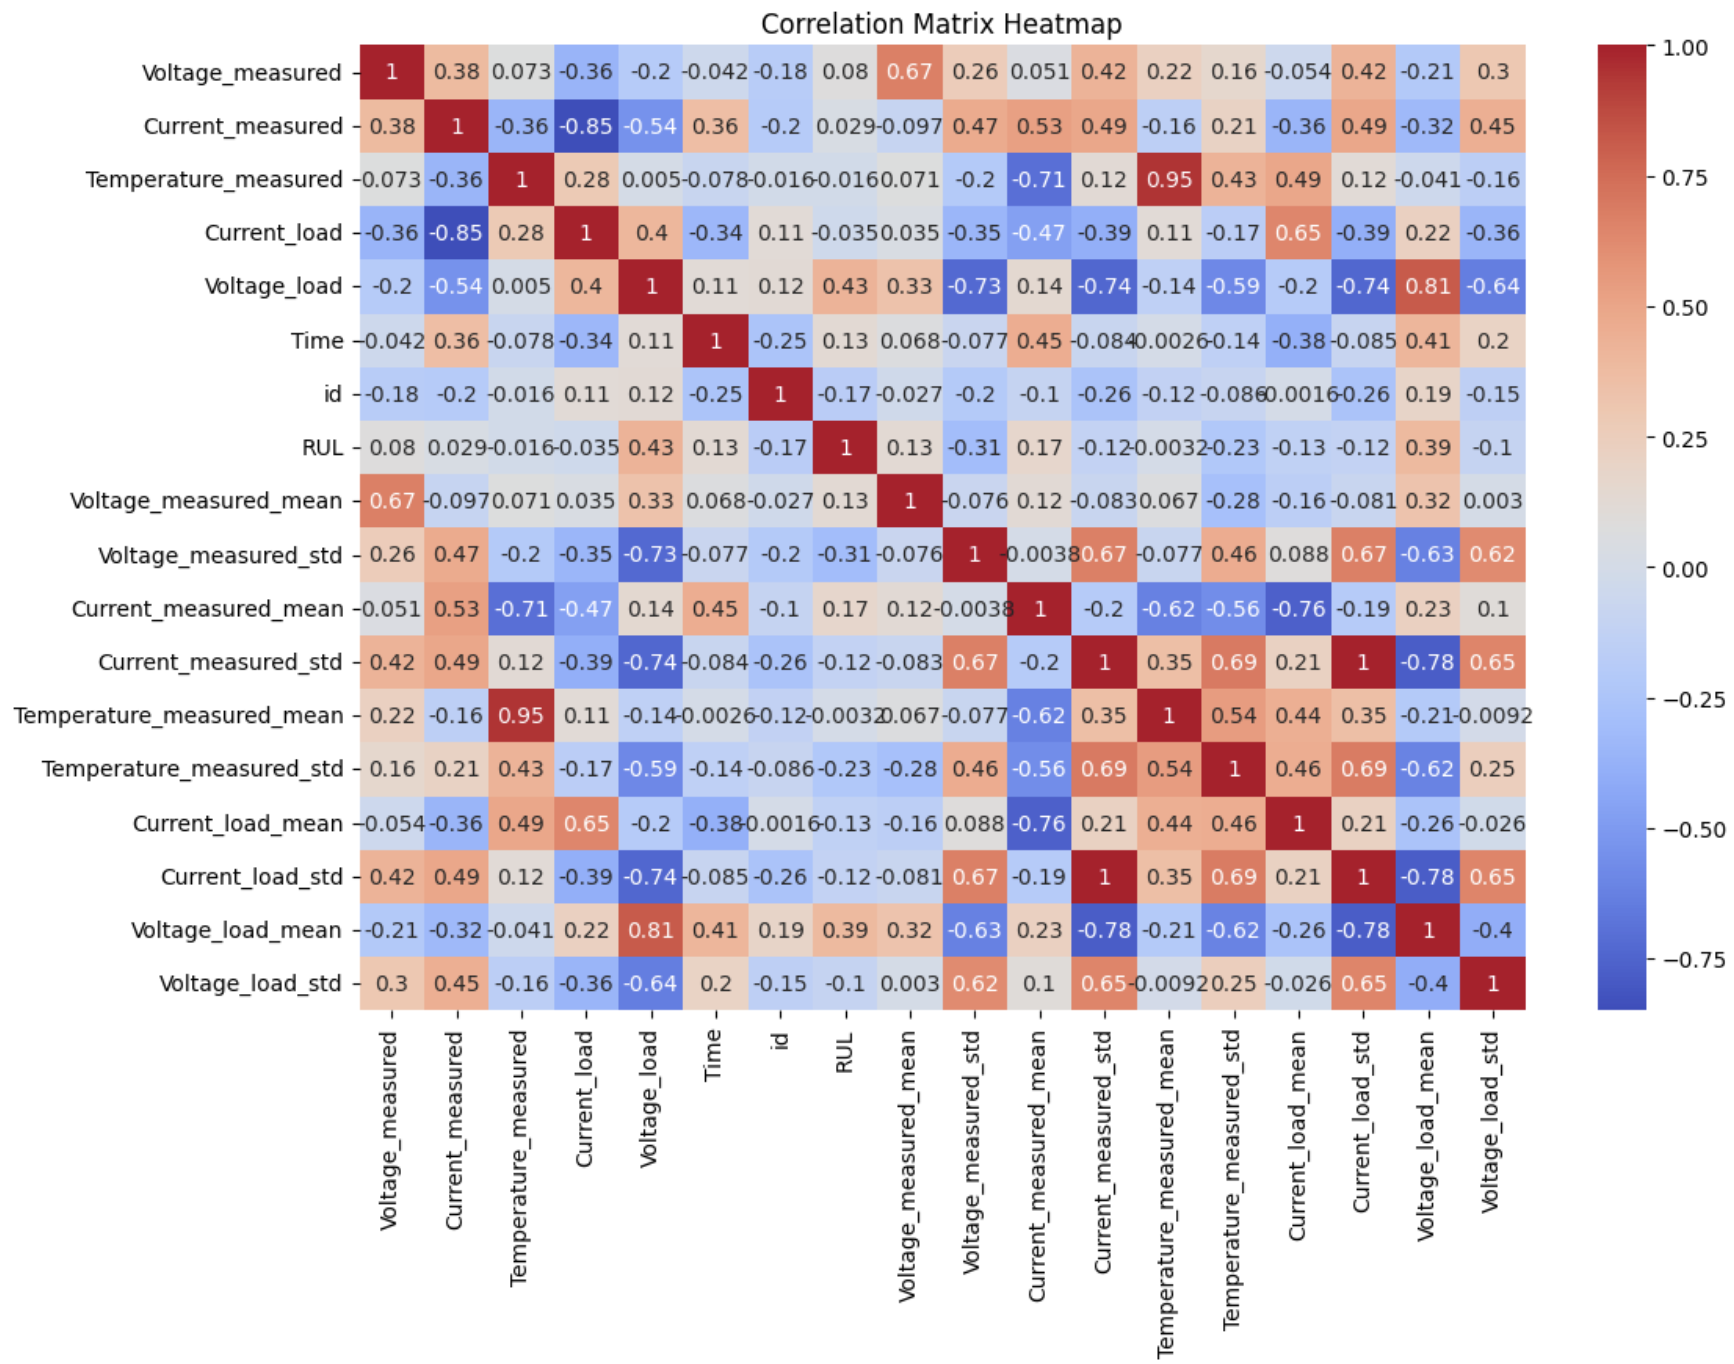 Correlation Matrix Heatmap
Voltage_measured 1 0.38 0.073 -0.36 -0.2 -0.042 -0.18 0.08 0.67 0.26 0.051 0.42 0.22 0.16 -0.054 0.42 -0.21 0.3
Current_measured 0.38 1 -0.36 -0.85 -0.54 0.36 -0.2 0.029 -0.097 0.47 0.53 0.49 -0.16 0.21 -0.36 0.49 -0.32 0.45
Temperature_measured 0.073 -0.36 1 0.28 0.005 -0.078 -0.016 -0.016 0.071 -0.2 -0.71 0.12 0.95 0.43 0.49 0.12 -0.041 -0.16
Current_load -0.36 -0.85 0.28 1 0.4 -0.34 0.11 -0.035 0.035 -0.35 -0.47 -0.39 0.11 -0.17 0.65 -0.39 0.22 -0.36
Voltage_load -0.2 -0.54 0.005 0.4 1 0.11 0.12 0.43 0.33 -0.73 0.14 -0.74 -0.14 -0.59 -0.2 -0.74 0.81 -0.64
Time -0.042 0.36 -0.078 -0.34 0.11 1 -0.25 0.13 0.068 -0.077 0.45 -0.084 -0.0026 -0.14 -0.38 -0.085 0.41 0.2
id -0.18 -0.2 -0.016 0.11 0.12 -0.25 1 -0.17 -0.027 -0.2 -0.1 -0.26 -0.12 -0.086 -0.0016 -0.26 0.19 -0.15
RUL 0.08 0.029 -0.016 -0.035 0.43 0.13 -0.17 1 0.13 -0.31 0.17 -0.12 -0.0032 -0.23 -0.13 -0.12 0.39 -0.1
Voltage_measured_mean 0.67 -0.097 0.071 0.035 0.33 0.068 -0.027 0.13 1 -0.076 0.12 -0.083 0.067 -0.28 -0.16 -0.081 0.32 0.003
Voltage_measured_std 0.26 0.47 -0.2 -0.35 -0.73 -0.077 -0.2 -0.31 -0.076 1 -0.0038 0.67 -0.077 0.46 0.088 0.67 -0.63 0.62
Current_measured_mean 0.051 0.53 -0.71 -0.47 0.14 0.45 -0.1 0.17 0.12 -0.0038 1 -0.2 -0.62 -0.56 -0.76 -0.19 0.23 0.1
Current_measured_std 0.42 0.49 0.12 -0.39 -0.74 -0.084 -0.26 -0.12 -0.083 0.67 -0.2 1 0.35 0.69 0.21 1 -0.78 0.65
Temperature_measured_mean 0.22 -0.16 0.95 0.11 -0.14 -0.0026 -0.12 -0.0032 0.067 -0.077 -0.62 0.35 1 0.54 0.44 0.35 -0.21 -0.0092
Temperature_measured_std 0.16 0.21 0.43 -0.17 -0.59 -0.14 -0.086 -0.23 -0.28 0.46 -0.56 0.69 0.54 1 0.46 0.69 -0.62 0.25
Current_load_mean -0.054 -0.36 0.49 0.65 -0.2 -0.38 -0.0016 -0.13 -0.16 0.088 -0.76 0.21 0.44 0.46 1 0.21 -0.26 -0.026
Current_load_std 0.42 0.49 0.12 -0.39 -0.74 -0.085 -0.26 -0.12 -0.081 0.67 -0.19 1 0.35 0.69 0.21 1 -0.78 0.65
Voltage_load_mean -0.21 -0.32 -0.041 0.22 0.81 0.41 0.19 0.39 0.32 -0.63 0.23 -0.78 -0.21 -0.62 -0.26 -0.78 1 -0.4
Voltage_load_std 0.3 0.45 -0.16 -0.36 -0.64 0.2 -0.15 -0.1 0.003 0.62 0.1 0.65 -0.0092 0.25 -0.026 0.65 -0.4 1
Voltage_measured
Current_measured
Temperature_measured
Current_load
Voltage_load
Time
id
RUL
Voltage_measured_mean
Voltage_measured_std
Current_measured_mean
Current_measured_std
Temperature_measured_mean
Temperature_measured_std
Current_load_mean
Current_load_std
Voltage_load_mean
Voltage_load_std
1.00
0.75
0.50
0.25
0.00
−0.25
−0.50
−0.75